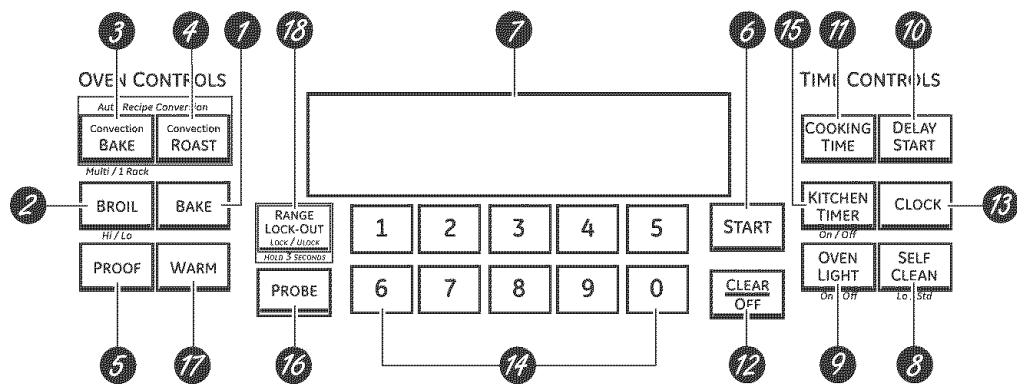 3 4 1 18 7 6 15 11 10
OVEN CONTROLS
TIME CONTROLS
Auto Recipe Conversion
Convection
BAKE
Convection
ROAST
Multi / 1 Rack
COOKING
TIME
DELAY
START
2
BROIL
Hi / Lo
BAKE
RANGE
LOCK-OUT
LOCK / ULOCK
HOLD 3 SECONDS
1 2 3 4 5
START
KITCHEN
TIMER
On / Off
CLOCK
13
PROOF
WARM
PROBE
6 7 8 9 0
CLEAR
OFF
OVEN
LIGHT
On / Off
SELF
CLEAN
Lo / Std
5 17 16 14 12 9 8